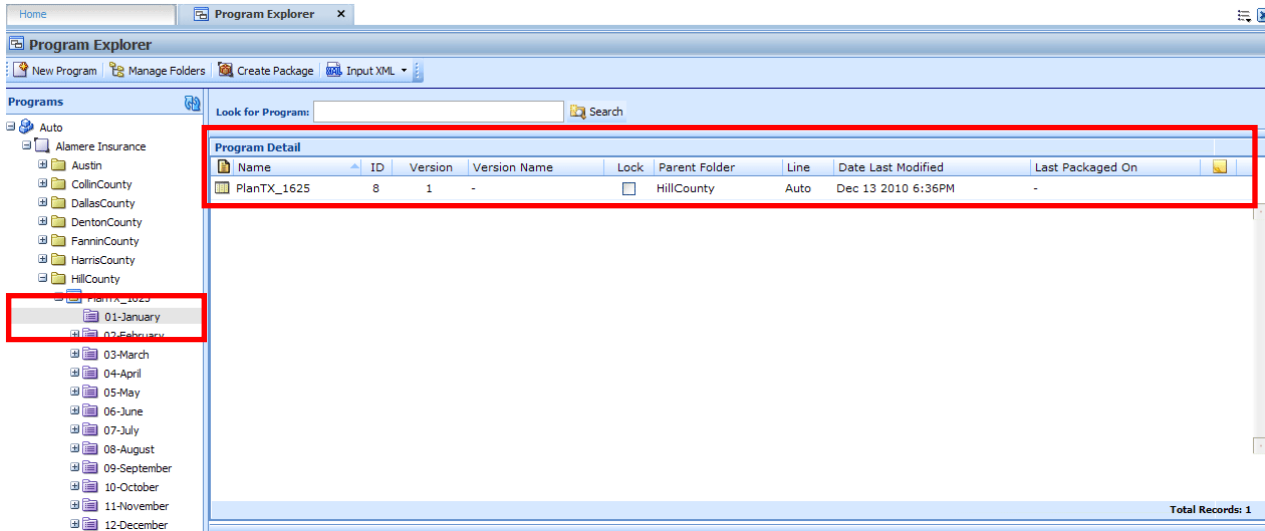 Home Program Explorer x
Program Explorer
New Program Manage Folders Create Package Input XML
Programs
Look for Program: Search
Auto
Alamere Insurance
Program Detail
Austin
Name ID Version Version Name Lock Parent Folder Line Date Last Modified Last Packaged On
CollinCounty
PlanTX_1625 8 1 - HillCounty Auto Dec 13 2010 6:36PM -
DallasCounty
DentonCounty
FanninCounty
HarrisCounty
HillCounty
PlanTX_1625
01-January
02-February
03-March
04-April
05-May
06-June
07-July
08-August
09-September
10-October
11-November
Total Records: 1
12-December